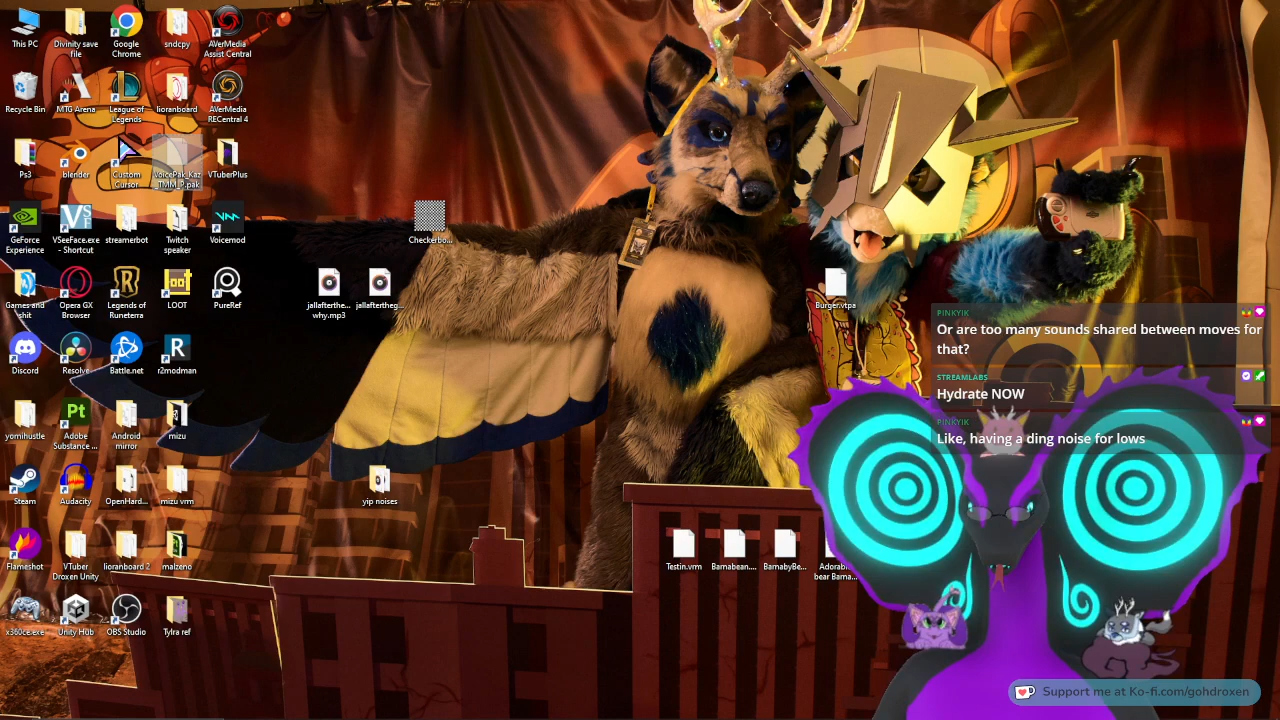 This PC
Divinity save
file
Google
Chrome
sndcpy
AVerMedia
Assist Central
Recycle Bin
MTG Arena
League of
Legends
lioranboard
AVerMedia
RECentral 4
Ps3
blender
Custom
Cursor
VoicePak_Kaz
_TMM_P.pak
VTuberPlus
GeForce
Experience
VSeeFace.exe
- Shortcut
streamerbot
Twitch
speaker
Voicemod
Checkerbo...
Games and
shit
Opera GX
Browser
Legends of
Runeterra
LOOT
PureRef
jallafterthe...
why.mp3
jallaftertheg...
Burger.vtpa
Discord
Resolve
Battle.net
r2modman
yomihustle
Adobe
Substance ...
Android
mirror
mizu
Steam
Audacity
OpenHard...
mizu vrm
yip noises
Flameshot
VTuber
Droxen Unity
lioranboard 2
malzeno
Testin.vrm
Barnabean....
BarnabyBe...
Adorab
bear Barna...
x360ce.exe
Unity Hub
OBS Studio
Tylra ref
PINKYIK
Or are too many sounds shared between moves for
that?
STREAMLABS
Hydrate NOW
PINKYIK
Like, having a ding noise for lows
Support me at Ko-fi.com/gohdroxen